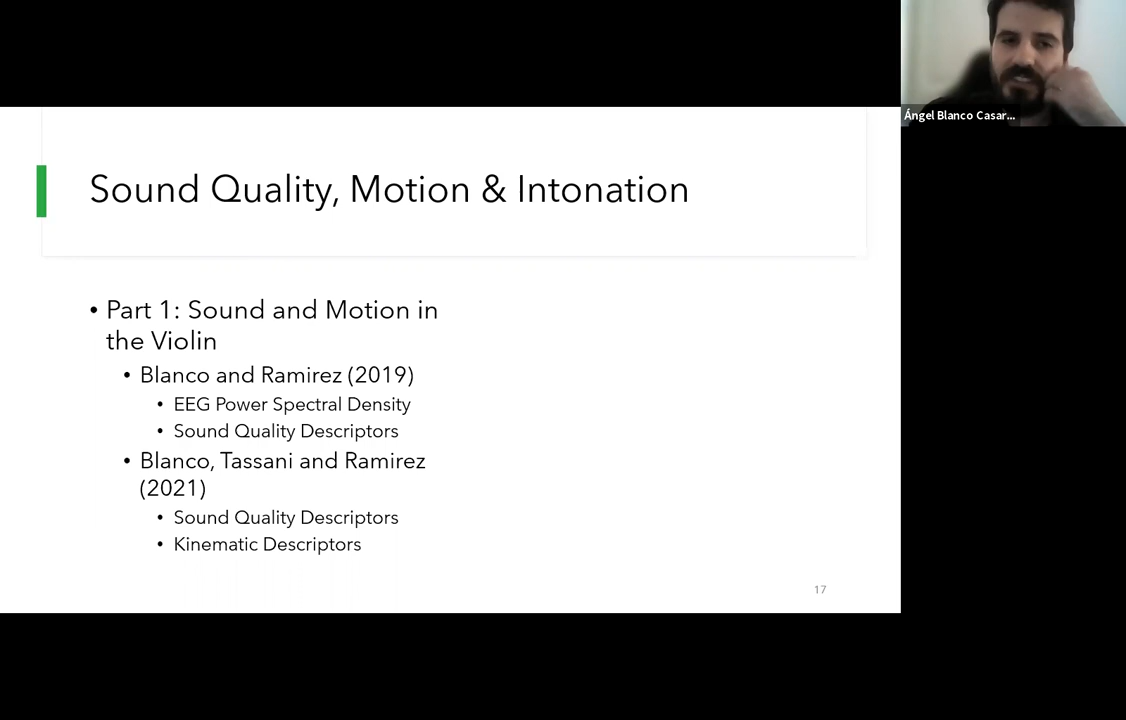 Ángel Blanco Casar...
Sound Quality, Motion & Intonation
• Part 1: Sound and Motion in
the Violin
• Blanco and Ramirez (2019)
• EEG Power Spectral Density
• Sound Quality Descriptors
• Blanco, Tassani and Ramirez
(2021)
• Sound Quality Descriptors
• Kinematic Descriptors
17